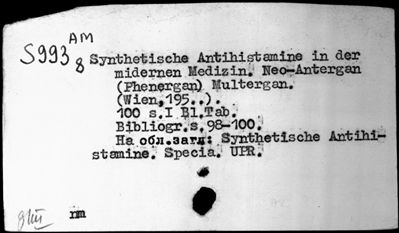 AM
S993
8
Synthetische Antihistamine in der
midernen Medizin. Neo-Antergan
(Phenergan) Multergan.
(Wien,195..).
100 s.I Bl.Tab.
Bibliogr.s.98-100.
На обл.загл: Synthetische Antihi-
stamine. Specia. UPR.
nm